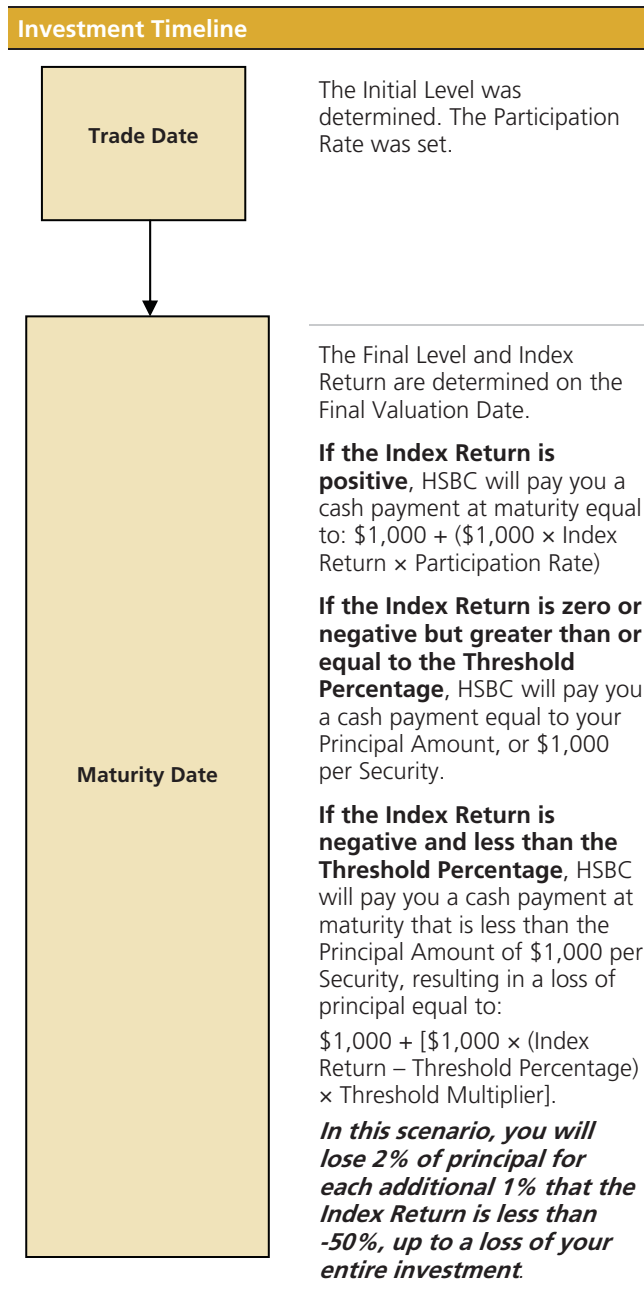 Investment Timeline
Trade Date
The Initial Level was
determined. The Participation
Rate was set.
Maturity Date
The Final Level and Index
Return are determined on the
Final Valuation Date.
If the Index Return is
positive, HSBC will pay you a
cash payment at maturity equal
to: $1,000 + ($1,000 × Index
Return × Participation Rate)
If the Index Return is zero or
negative but greater than or
equal to the Threshold
Percentage, HSBC will pay you
a cash payment equal to your
Principal Amount, or $1,000
per Security.
If the Index Return is
negative and less than the
Threshold Percentage, HSBC
will pay you a cash payment at
maturity that is less than the
Principal Amount of $1,000 per
Security, resulting in a loss of
principal equal to:
$1,000 + [$1,000 × (Index
Return – Threshold Percentage)
× Threshold Multiplier].
In this scenario, you will
lose 2% of principal for
each additional 1% that the
Index Return is less than
-50%, up to a loss of your
entire investment.